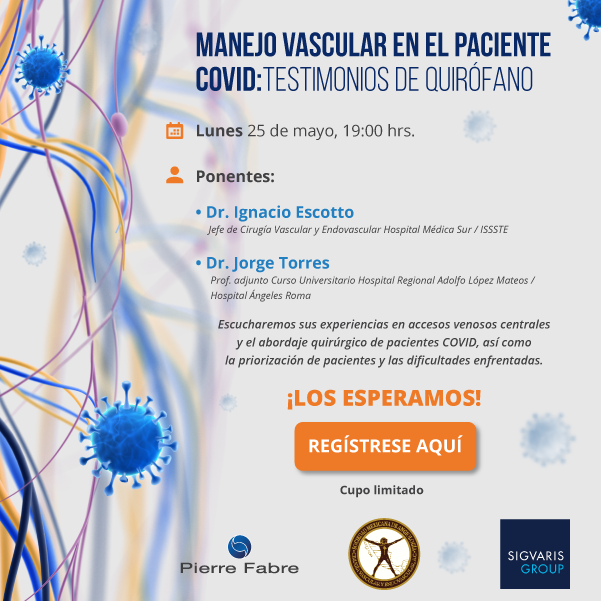 MANEJO VASCULAR EN EL PACIENTE
COVID: TESTIMONIOS DE QUIRÓFANO
Lunes 25 de mayo, 19:00 hrs.
Ponentes:
• Dr. Ignacio Escotto
Jefe de Cirugía Vascular y Endovascular Hospital Médica Sur / ISSSTE
• Dr. Jorge Torres
Prof. adjunto Curso Universitario Hospital Regional Adolfo López Mateos /
Hospital Ángeles Roma
Escucharemos sus experiencias en accesos venosos centrales
y el abordaje quirúrgico de pacientes COVID, así como
la priorización de pacientes y las dificultades enfrentadas.
¡LOS ESPERAMOS!
REGÍSTRESE AQUÍ
Cupo limitado
Pierre Fabre
SIGVARIS
GROUP